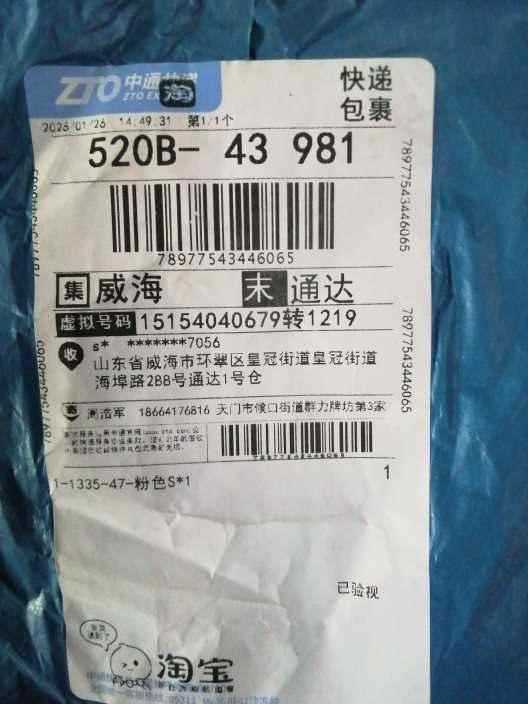 ZTO 中通快递
ZTO EX
淘
快递
包裹
2026/01/26 14:49:31 第1/1个
520B- 43 981
78977543446065
78977543446065
集 威海 末 通达
虚拟号码 15154040679转1219
收 s* *******7056
山东省威海市环翠区皇冠街道皇冠街道
海埠路288号通达1号仓
78977543446065
浩军 18664176816 天门市候口街道群力牌坊第3家
1-1335-47-粉色S*1
1
已验视
淘宝